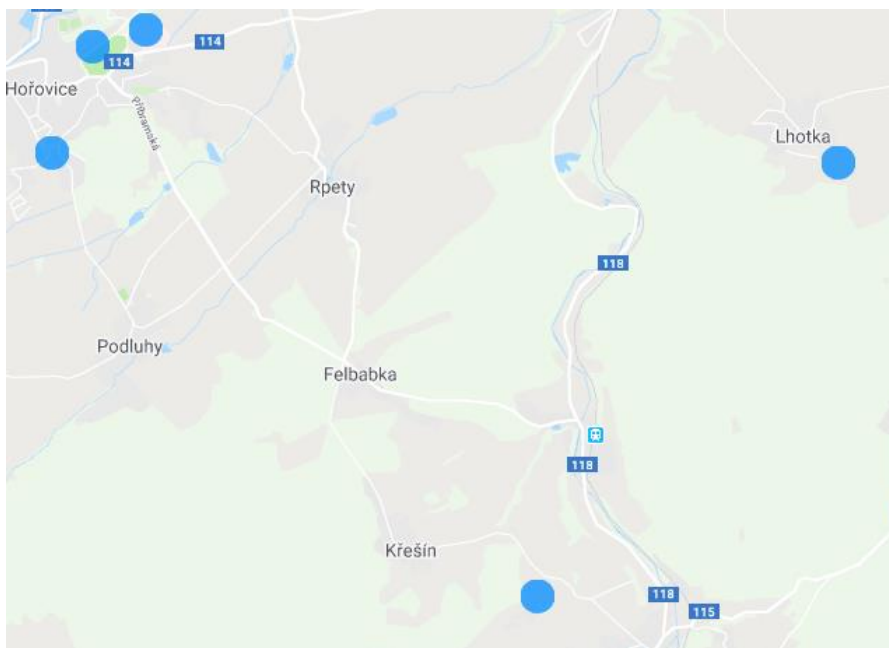 114
114
Hořovice
Příbramská
Lhotka
Rpety
118
Podluhy
Felbabka
118
Křešín
118
115